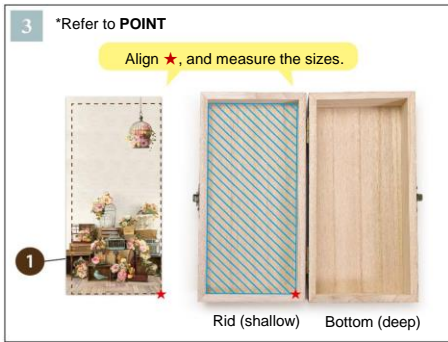 3 *Refer to POINT
Align ★, and measure the sizes.
1
Rid (shallow) Bottom (deep)